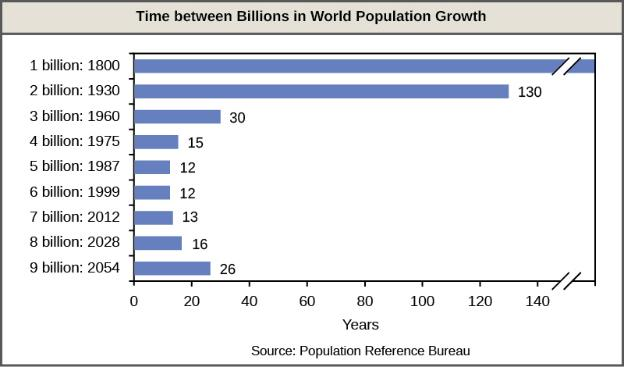 Time between Billions in World Population Growth
1 billion: 1800
2 billion: 1930 130
3 billion: 1960 30
4 billion: 1975 15
5 billion: 1987 12
6 billion: 1999 12
7 billion: 2012 13
8 billion: 2028 16
9 billion: 2054 26
0 20 40 60 80 100 120 140
Years
Source: Population Reference Bureau